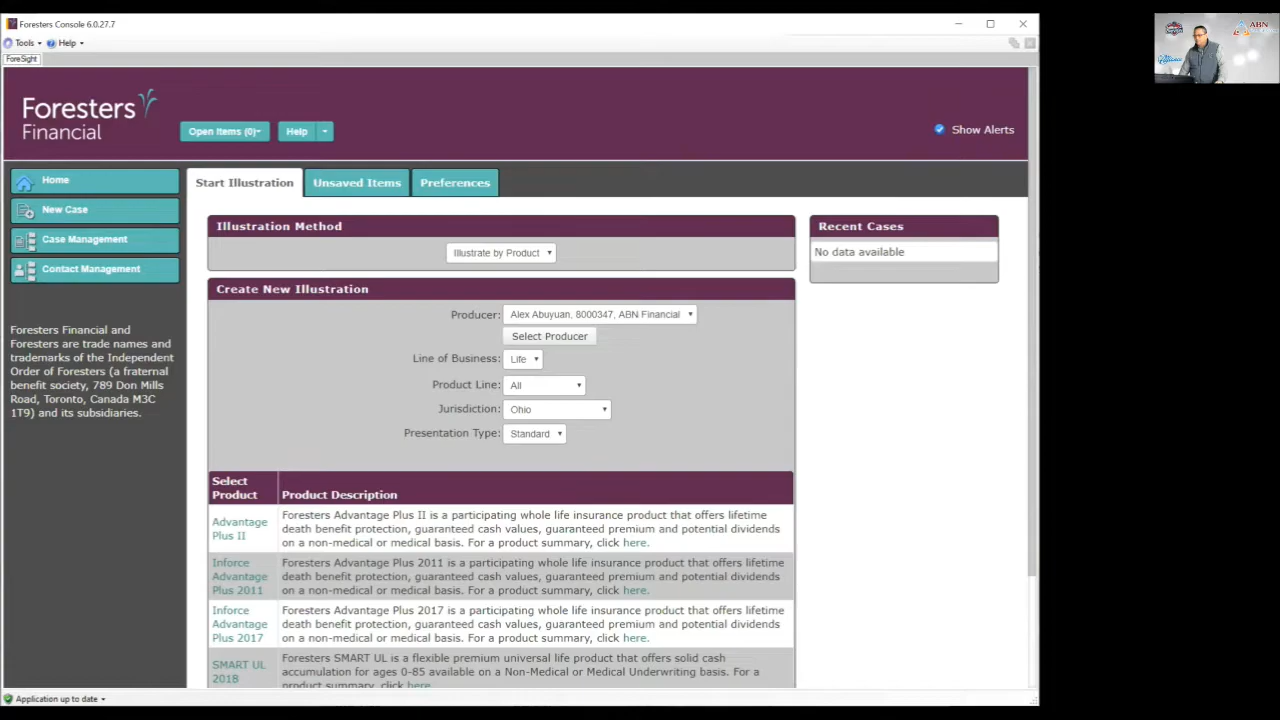 Foresters Console 6.0.27.7
Tools Help
ForeSight
Foresters
Financial
Open Items (0) Help
Show Alerts
Home
New Case
Case Management
Contact Management
Foresters Financial and
Foresters are trade names and
trademarks of the Independent
Order of Foresters (a fraternal
benefit society, 789 Don Mills
Road, Toronto, Canada M3C
1T9) and its subsidiaries.
Start Illustration Unsaved Items Preferences
Illustration Method
Illustrate by Product
Create New Illustration
Producer: Alex Abuyuan, 8000347, ABN Financial
Select Producer
Line of Business: Life
Product Line: All
Jurisdiction: Ohio
Presentation Type: Standard
Select
Product
Product Description
Advantage
Plus II
Foresters Advantage Plus II is a participating whole life insurance product that offers lifetime
death benefit protection, guaranteed cash values, guaranteed premium and potential dividends
on a non-medical or medical basis. For a product summary, click here.
Inforce
Advantage
Plus 2011
Foresters Advantage Plus 2011 is a participating whole life insurance product that offers lifetime
death benefit protection, guaranteed cash values, guaranteed premium and potential dividends
on a non-medical or medical basis. For a product summary, click here.
Inforce
Advantage
Plus 2017
Foresters Advantage Plus 2017 is a participating whole life insurance product that offers lifetime
death benefit protection, guaranteed cash values, guaranteed premium and potential dividends
on a non-medical or medical basis. For a product summary, click here.
SMART UL
2018
Foresters SMART UL is a flexible premium universal life product that offers solid cash
accumulation for ages 0-85 available on a Non-Medical or Medical Underwriting basis. For a
product summary, click here.
Recent Cases
No data available
Application up to date
ABN